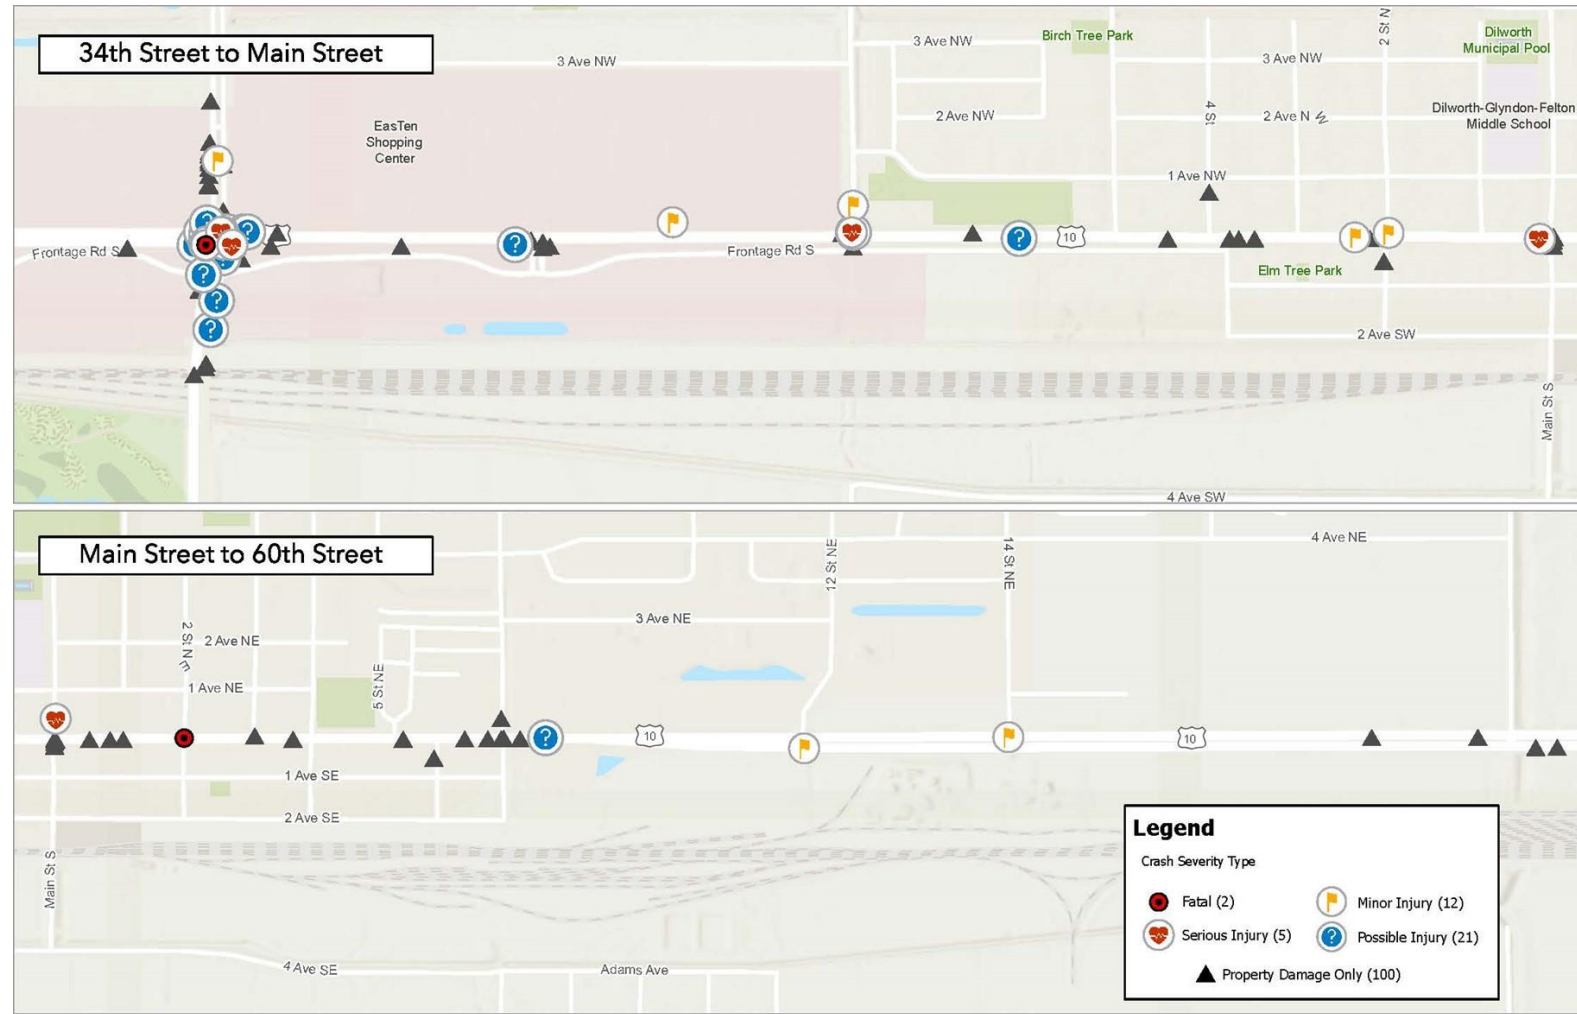 34th Street to Main Street
3 Ave NW
EasTen
Shopping
Center
Frontage Rd S
Frontage Rd S
3 Ave NW
2 Ave NW
Birch Tree Park
2 St N
Dilworth
Municipal Pool
3 Ave NW
4 St
2 Ave N W
Dilworth-Glyndon-Felton
Middle School
1 Ave NW
10
Elm Tree Park
2 Ave SW
Main St S
4 Ave SW
Main Street to 60th Street
4 Ave NE
12 St NE
14 St NE
3 Ave NE
2 St N E
2 Ave NE
5 St NE
1 Ave NE
10
10
1 Ave SE
2 Ave SE
Main St S
4 Ave SE
Adams Ave
Legend
Crash Severity Type
Fatal (2)
Minor Injury (12)
Serious Injury (5)
Possible Injury (21)
Property Damage Only (100)